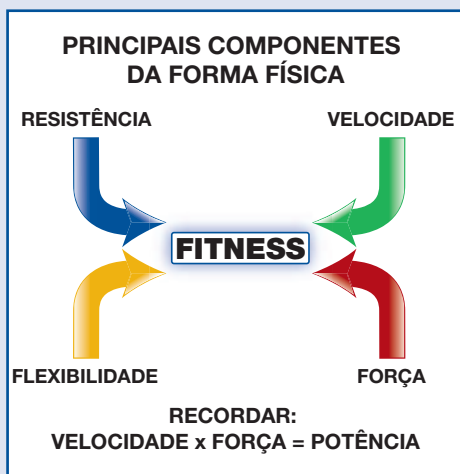 PRINCIPAIS COMPONENTES
DA FORMA FÍSICA
RESISTÊNCIA
VELOCIDADE
FITNESS
FLEXIBILIDADE
FORÇA
RECORDAR:
VELOCIDADE x FORÇA = POTÊNCIA